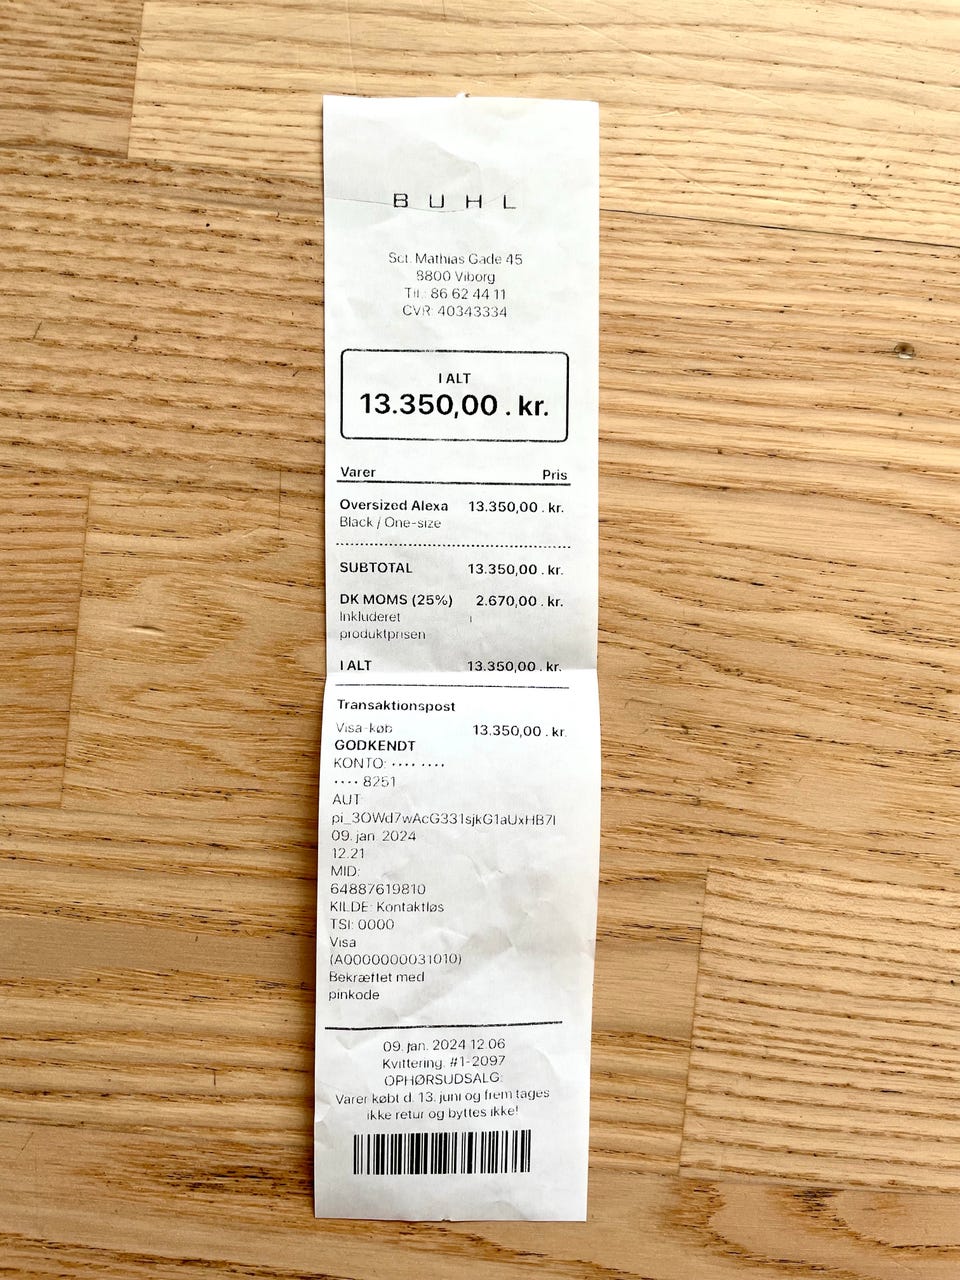 BUHL
Sct. Mathias Gade 45
8800 Viborg
Tlf.: 86 62 44 11
CVR: 40343334
I ALT
13.350,00 . kr.
Varer Pris
Oversized Alexa 13.350,00 . kr.
Black / One-size
SUBTOTAL 13.350,00 . kr.
DK MOMS (25%) 2.670,00 . kr.
Inkluderet i
produktprisen
I ALT 13.350,00 . kr.
Transaktionspost
Visa-køb 13.350,00 . kr.
GODKENDT
KONTO: •••• ••••
•••• 8251
AUT:
pi_3OWd7wAcG331sjkG1aUxHB7I
09. jan. 2024
12.21
MID:
64887619810
KILDE: Kontaktløs
TSI: 0000
Visa
(A0000000031010)
Bekræftet med
pinkode
09. jan. 2024 12.06
Kvittering: #1-2097
OPHØRSUDSALG:
Varer købt d. 13. juni og frem tages
ikke retur og byttes ikke!